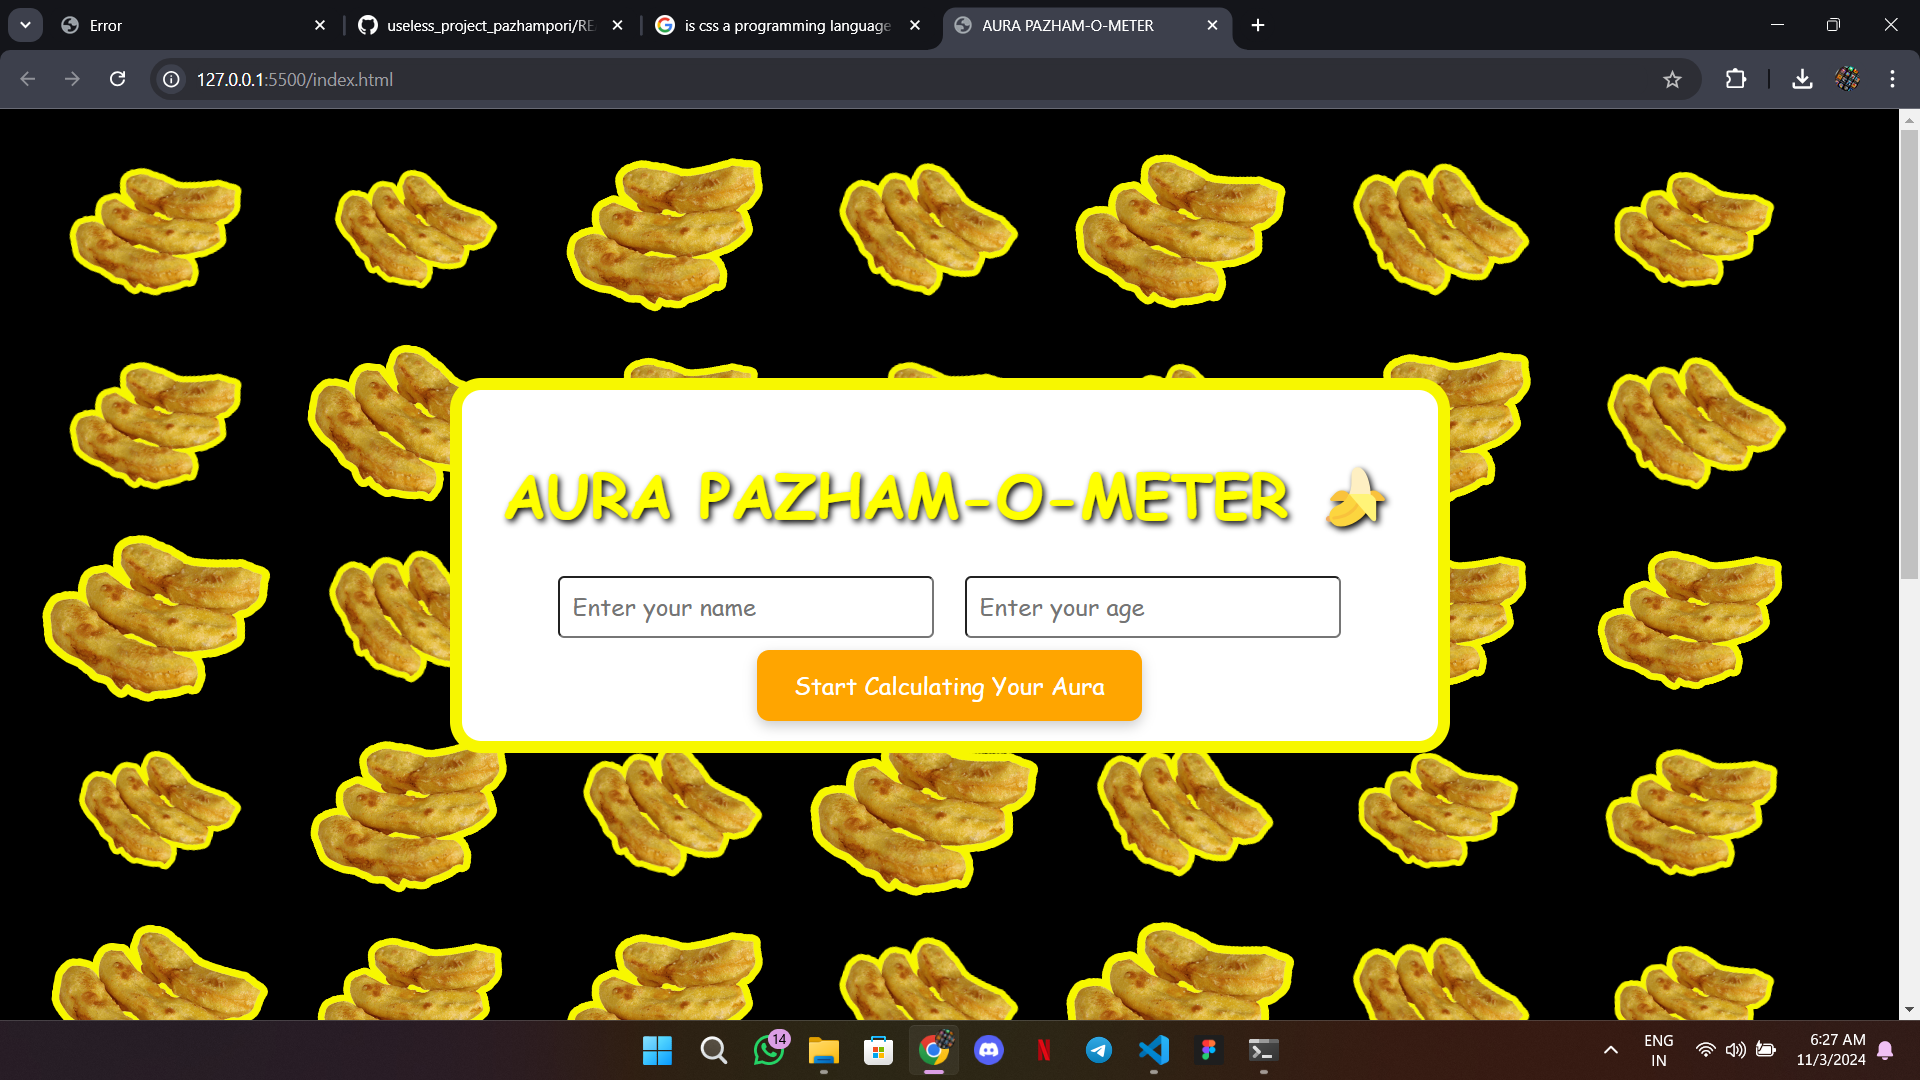 Error
useless_project_pazhampori/RE
is css a programming language
AURA PAZHAM-O-METER
127.0.0.1:5500/index.html
AURA PAZHAM-O-METER 🍌
Enter your name
Enter your age
Start Calculating Your Aura
14
ENG
IN
6:27 AM
11/3/2024